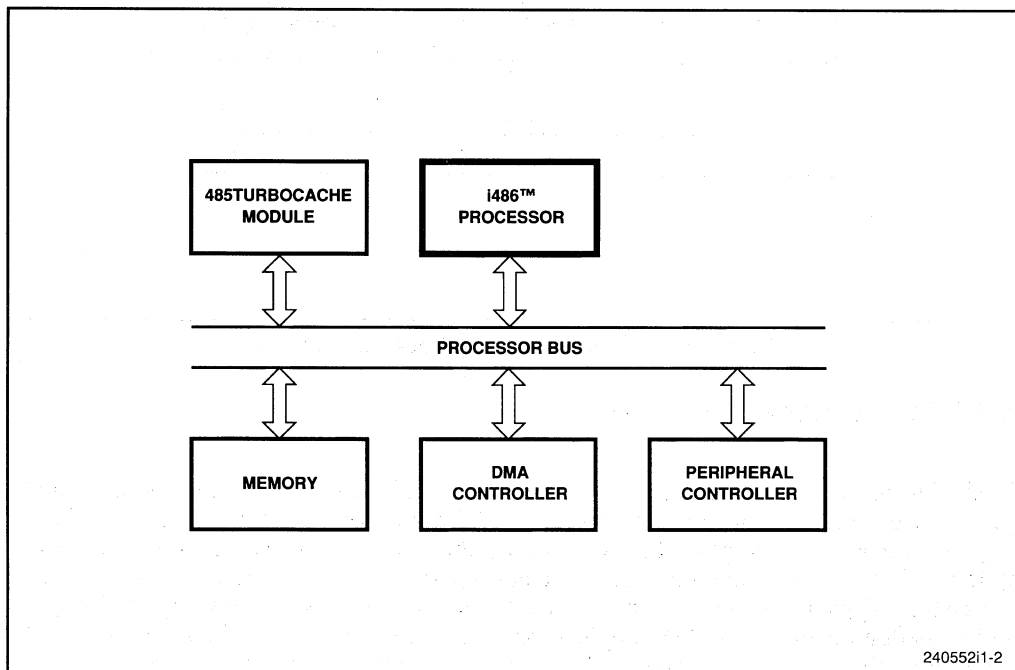 485TURBOCACHE
MODULE
i486™
PROCESSOR
PROCESSOR BUS
MEMORY
DMA
CONTROLLER
PERIPHERAL
CONTROLLER
240552i1-2